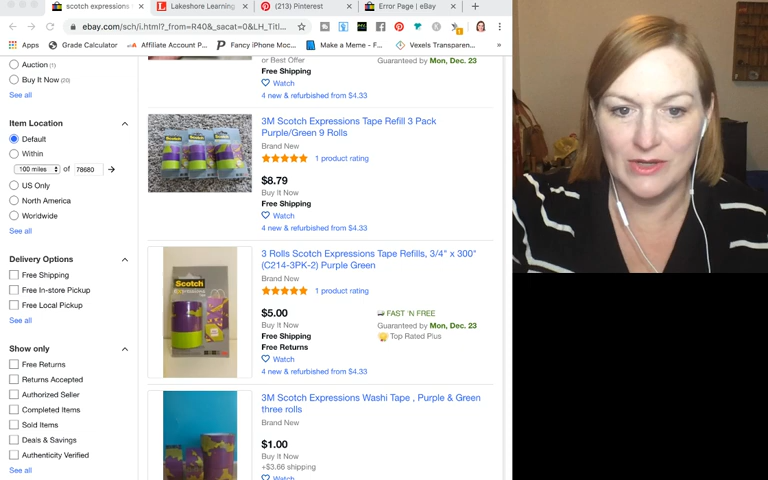 scotch expressions
Lakeshore Learning
(213) Pinterest
Error Page | eBay
ebay.com/sch/i.html?_from=R40&_sacat=0&LH_Titl...
Apps
Grade Calculator
Affiliate Account P...
Fancy iPhone Moc...
Make a Meme - F...
Vexels Transparen...
Auction (1)
Buy It Now (20)
See all
Item Location
Default
Within
100 miles of 78680
US Only
North America
Worldwide
See all
Delivery Options
Free Shipping
Free In-store Pickup
Free Local Pickup
See all
Show only
Free Returns
Returns Accepted
Authorized Seller
Completed Items
Sold Items
Deals & Savings
Authenticity Verified
See all
or Best Offer
Free Shipping
Watch
4 new & refurbished from $4.33
Guaranteed by Mon, Dec. 23
3M Scotch Expressions Tape Refill 3 Pack
Purple/Green 9 Rolls
Brand New
1 product rating
$8.79
Buy It Now
Free Shipping
Watch
4 new & refurbished from $4.33
Scotch
3 Rolls Scotch Expressions Tape Refills, 3/4" x 300"
(C214-3PK-2) Purple Green
Brand New
1 product rating
$5.00
Buy It Now
Free Shipping
Free Returns
Watch
4 new & refurbished from $4.33
FAST 'N FREE
Guaranteed by Mon, Dec. 23
Top Rated Plus
3M Scotch Expressions Washi Tape , Purple & Green
three rolls
Brand New
$1.00
Buy It Now
+$3.66 shipping
Watch